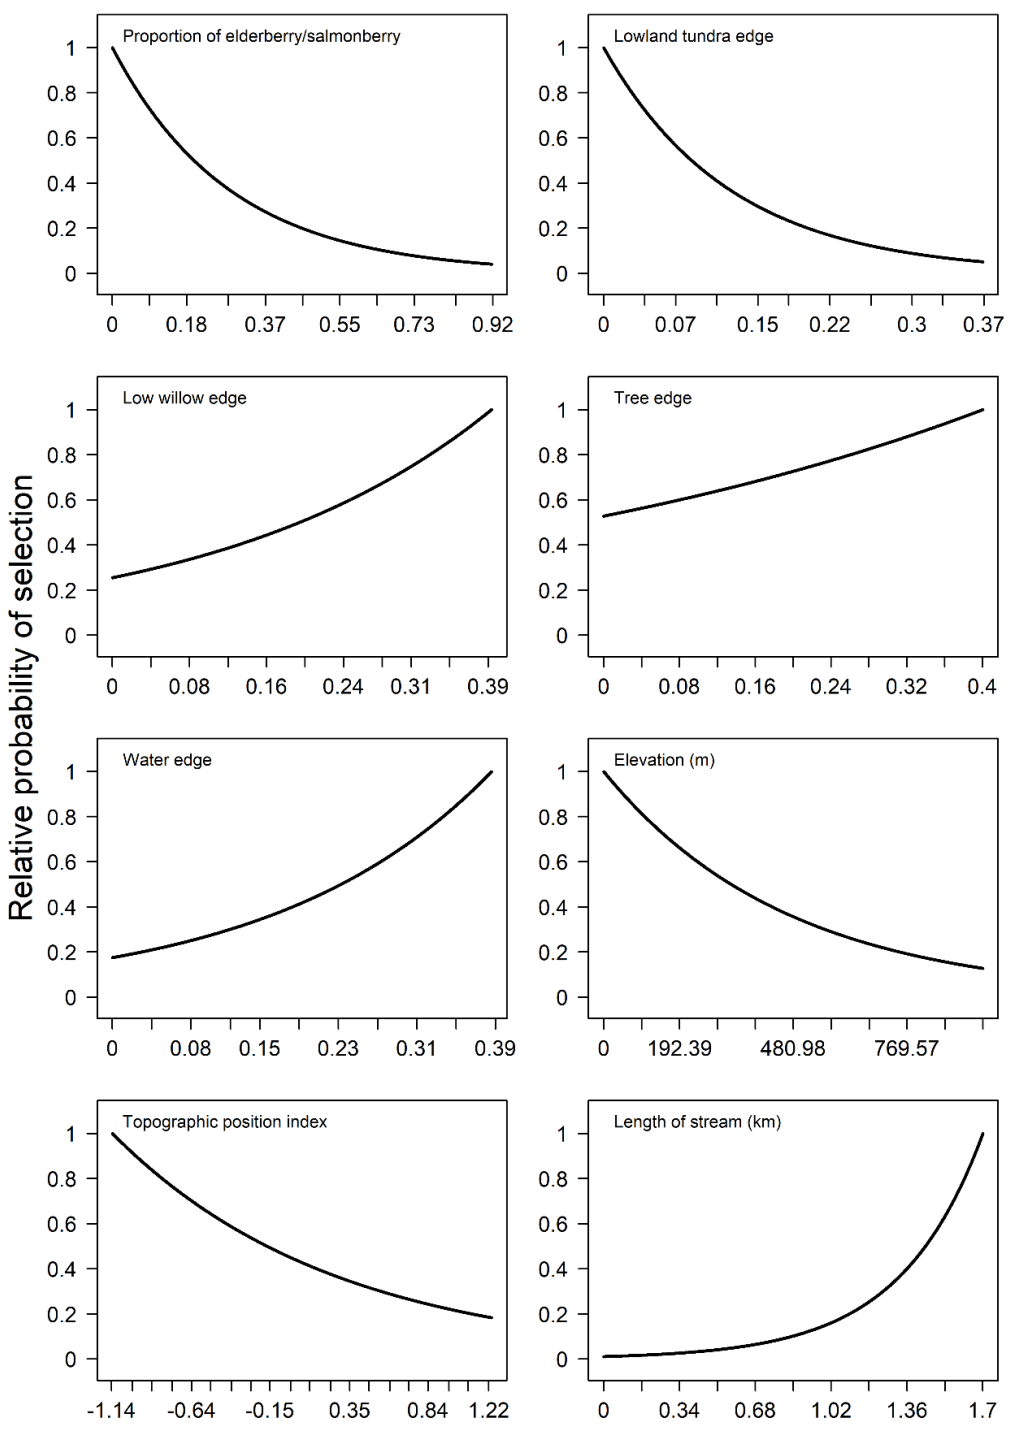 Relative probability of selection
Proportion of elderberry/salmonberry
1
0.8
0.6
0.4
0.2
0
0 0.18 0.37 0.55 0.73 0.92
Lowland tundra edge
1
0.8
0.6
0.4
0.2
0
0 0.07 0.15 0.22 0.3 0.37
Low willow edge
1
0.8
0.6
0.4
0.2
0
0 0.08 0.16 0.24 0.31 0.39
Tree edge
1
0.8
0.6
0.4
0.2
0
0 0.08 0.16 0.24 0.32 0.4
Water edge
1
0.8
0.6
0.4
0.2
0
0 0.08 0.15 0.23 0.31 0.39
Elevation (m)
1
0.8
0.6
0.4
0.2
0
0 192.39 480.98 769.57
Topographic position index
1
0.8
0.6
0.4
0.2
0
-1.14 -0.64 -0.15 0.35 0.84 1.22
Length of stream (km)
1
0.8
0.6
0.4
0.2
0
0 0.34 0.68 1.02 1.36 1.7